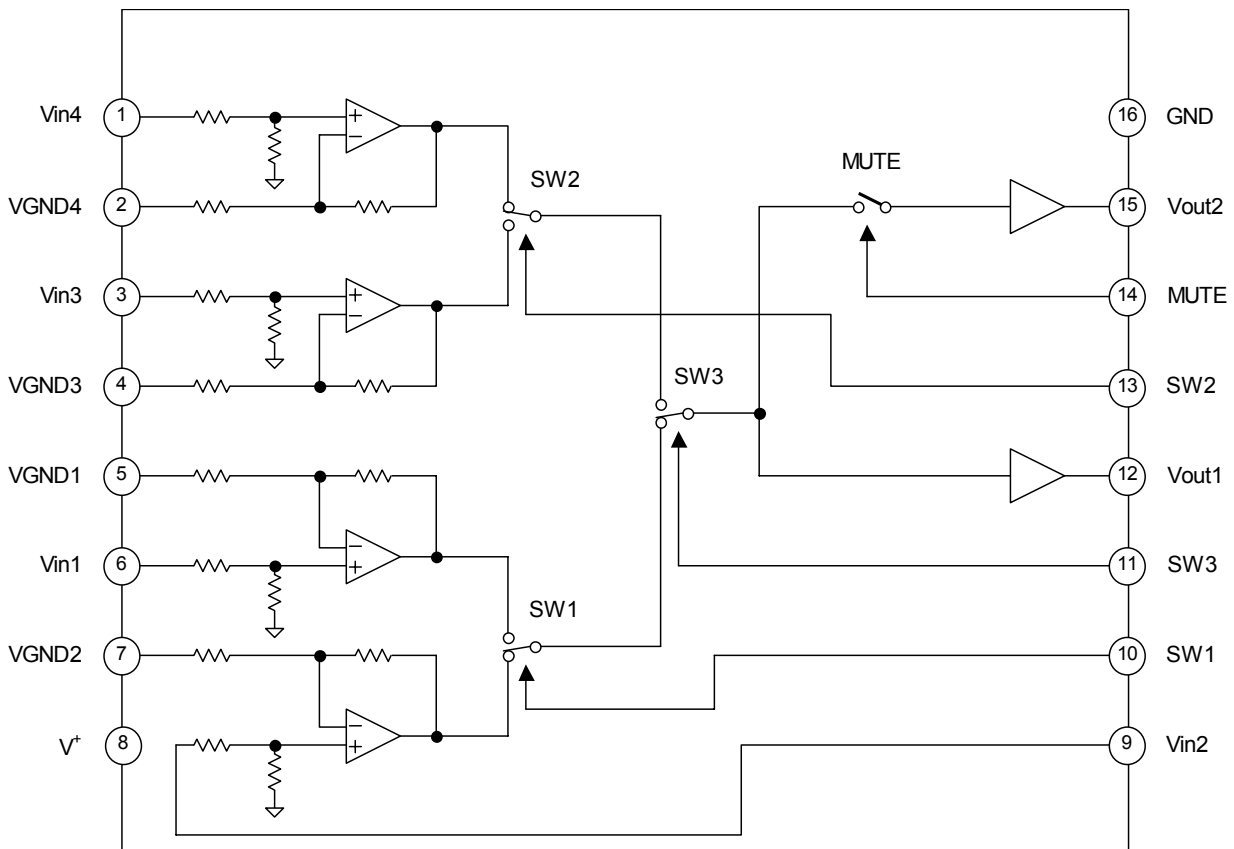 Vin4 1
VGND4 2
Vin3 3
VGND3 4
VGND1 5
Vin1 6
VGND2 7
V+ 8
+
−
+
−
−
+
−
+
SW2
SW1
SW3
MUTE
16 GND
15 Vout2
14 MUTE
13 SW2
12 Vout1
11 SW3
10 SW1
9 Vin2